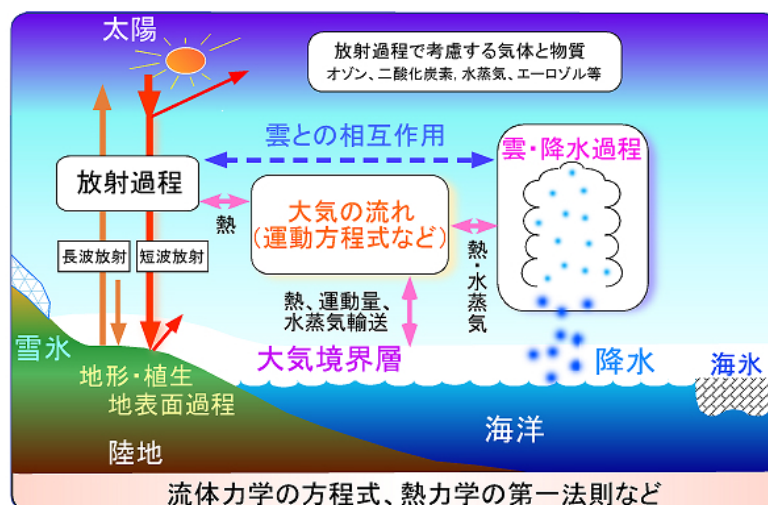 太陽
放射過程で考慮する気体と物質
オゾン、二酸化炭素, 水蒸気、エーロゾル等
雲との相互作用
雲・降水過程
放射過程
大気の流れ
(運動方程式など)
熱
熱・水蒸気
長波放射
短波放射
熱、運動量、
水蒸気輸送
雪氷
大気境界層
降水
海氷
地形・植生
地表面過程
海洋
陸地
流体力学の方程式、熱力学の第一法則など